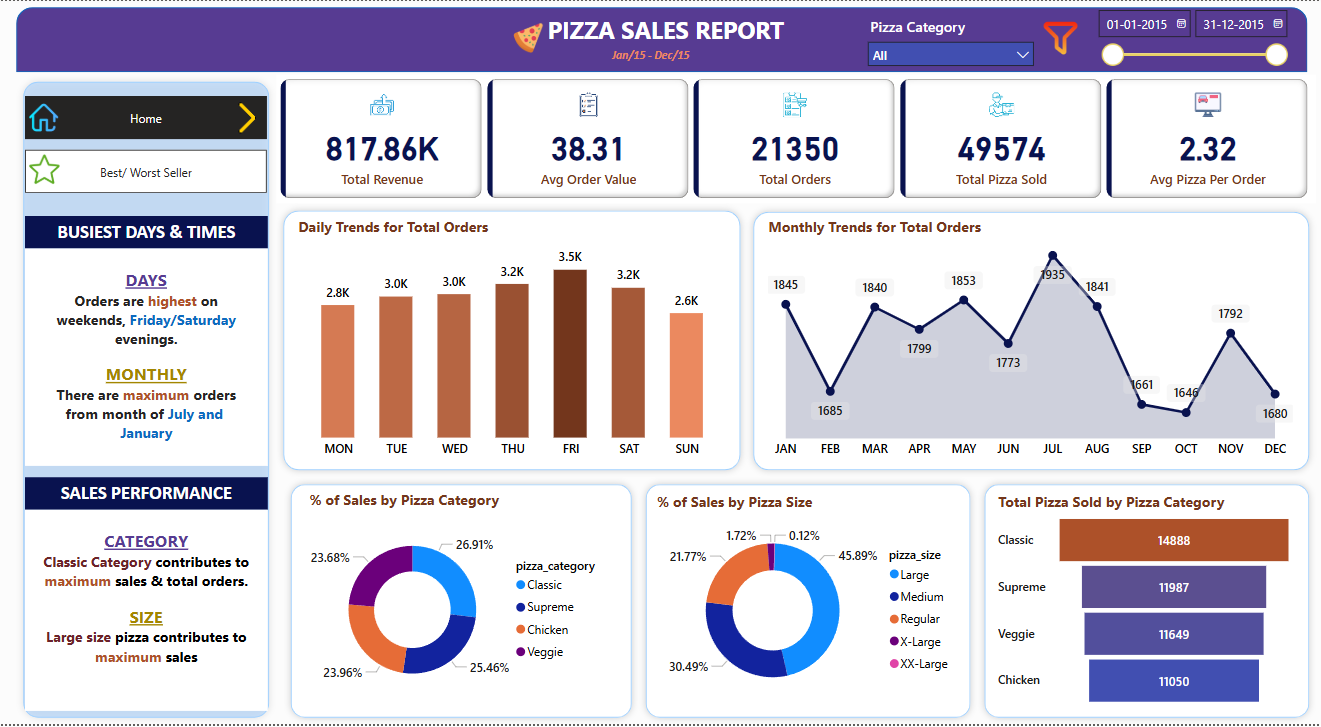 PIZZA SALES REPORT
Jan/15 - Dec/15
Pizza Category
All
01-01-2015
31-12-2015
Home
Best/ Worst Seller
BUSIEST DAYS & TIMES
DAYS
Orders are highest on
weekends, Friday/Saturday
evenings.
MONTHLY
There are maximum orders
from month of July and
January
SALES PERFORMANCE
CATEGORY
Classic Category contributes to
maximum sales & total orders.
SIZE
Large size pizza contributes to
maximum sales
817.86K
Total Revenue
38.31
Avg Order Value
21350
Total Orders
49574
Total Pizza Sold
2.32
Avg Pizza Per Order
Daily Trends for Total Orders
2.8K
3.0K
3.0K
3.2K
3.5K
3.2K
2.6K
MON TUE WED THU FRI SAT SUN
Monthly Trends for Total Orders
1845
1685
1840
1799
1853
1773
1935
1841
1661
1646
1792
1680
JAN FEB MAR APR MAY JUN JUL AUG SEP OCT NOV DEC
% of Sales by Pizza Category
26.91%
25.46%
23.96%
23.68%
pizza_category
Classic
Supreme
Chicken
Veggie
% of Sales by Pizza Size
45.89%
30.49%
21.77%
1.72%
0.12%
pizza_size
Large
Medium
Regular
X-Large
XX-Large
Total Pizza Sold by Pizza Category
Classic 14888
Supreme 11987
Veggie 11649
Chicken 11050